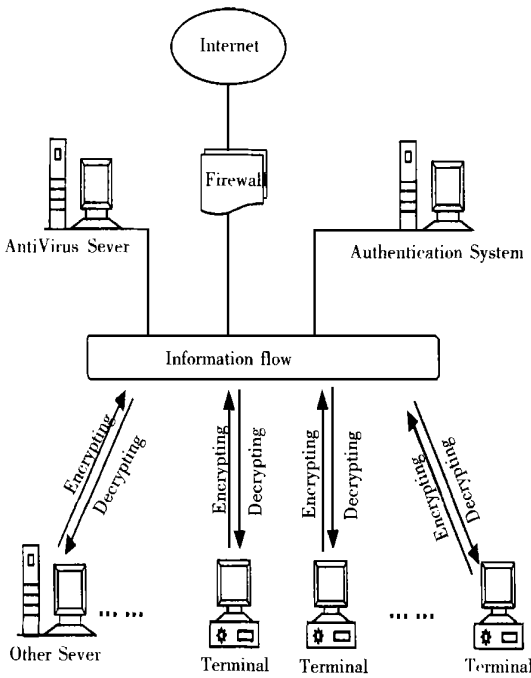 Internet
Firewall
AntiVirus Sever
Authentication System
Information flow
Encrypting
Decrypting
Encrypting
Decrypting
Encrypting
Decrypting
Encrypting
Decrypting
Other Sever
Terminal
Terminal
Terminal